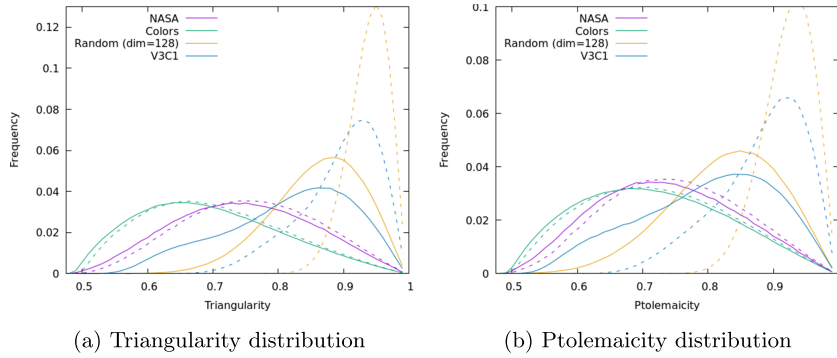 0.12
0.1
0.08
0.06
0.04
0.02
0
Frequency
NASA
Colors
Random (dim=128)
V3C1
0.5 0.6 0.7 0.8 0.9 1
Triangularity
(a) Triangularity distribution
0.1
0.08
0.06
0.04
0.02
0
Frequency
NASA
Colors
Random (dim=128)
V3C1
0.5 0.6 0.7 0.8 0.9
Ptolemaicity
(b) Ptolemaicity distribution